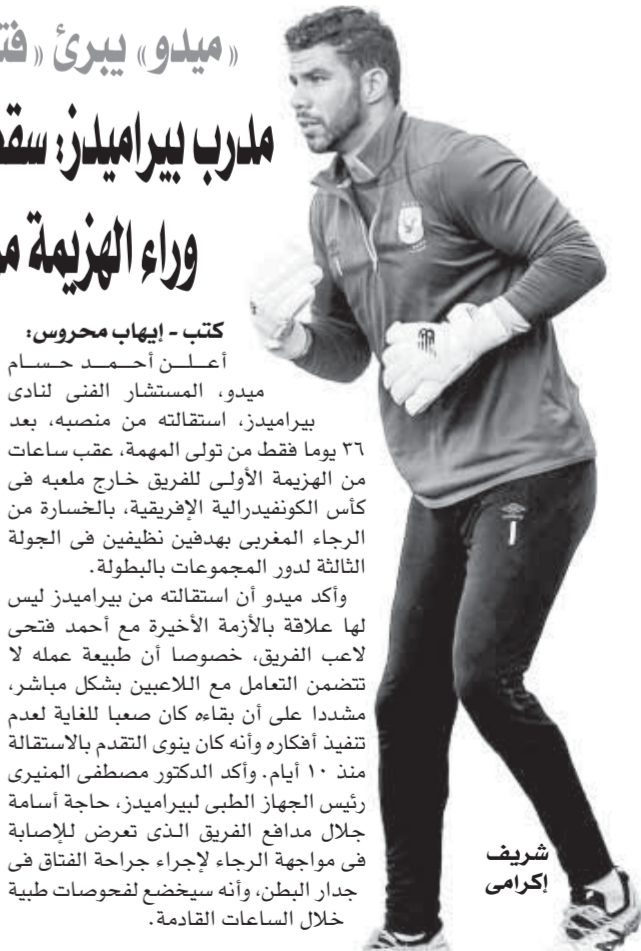 «ميدو» يبرئ «
مدرب بيراميدز:
وراء الهزيمة
كتب - إيهاب محروس:
أعلن أحمد حسام
ميدو، المستشار الفنى لنادى
بيراميدز، استقالته من منصبه، بعد
٣٦ يوما فقط من تولى المهمة، عقب ساعات
من الهزيمة الأولى للفريق خارج ملعبه فى
كأس الكونفيدرالية الإفريقية، بالخسارة من
الرجاء المغربى بهدفين نظيفين فى الجولة
الثالثة لدور المجموعات بالبطولة.
وأكد ميدو أن استقالته من بيراميدز ليس
لها علاقة بالأزمة الأخيرة مع أحمد فتحى
لاعب الفريق، خصوصا أن طبيعة عمله لا
تتضمن التعامل مع اللاعبين بشكل مباشر،
مشددا على أن بقاءه كان صعبا للغاية لعدم
تنفيذ أفكاره وأنه كان ينوى التقدم بالاستقالة
منذ ١٠ أيام. وأكد الدكتور مصطفى المنيرى
رئيس الجهاز الطبى لبيراميدز، حاجة أسامة
جلال مدافع الفريق الذى تعرض للإصابة
فى مواجهة الرجاء لإجراء جراحة الفتاق فى
جدار البطن، وأنه سيخضع لفحوصات طبية
خلال الساعات القادمة.
شريف
إكرامى